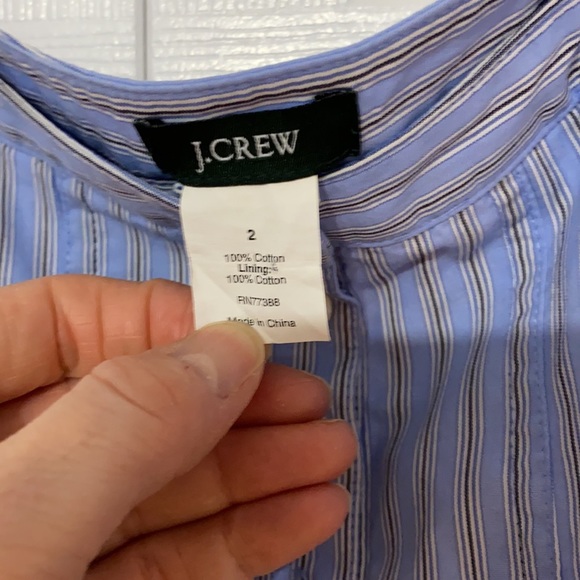 J.CREW
2
100% Cotton
Lining:
100% Cotton
RN77388
Made in China